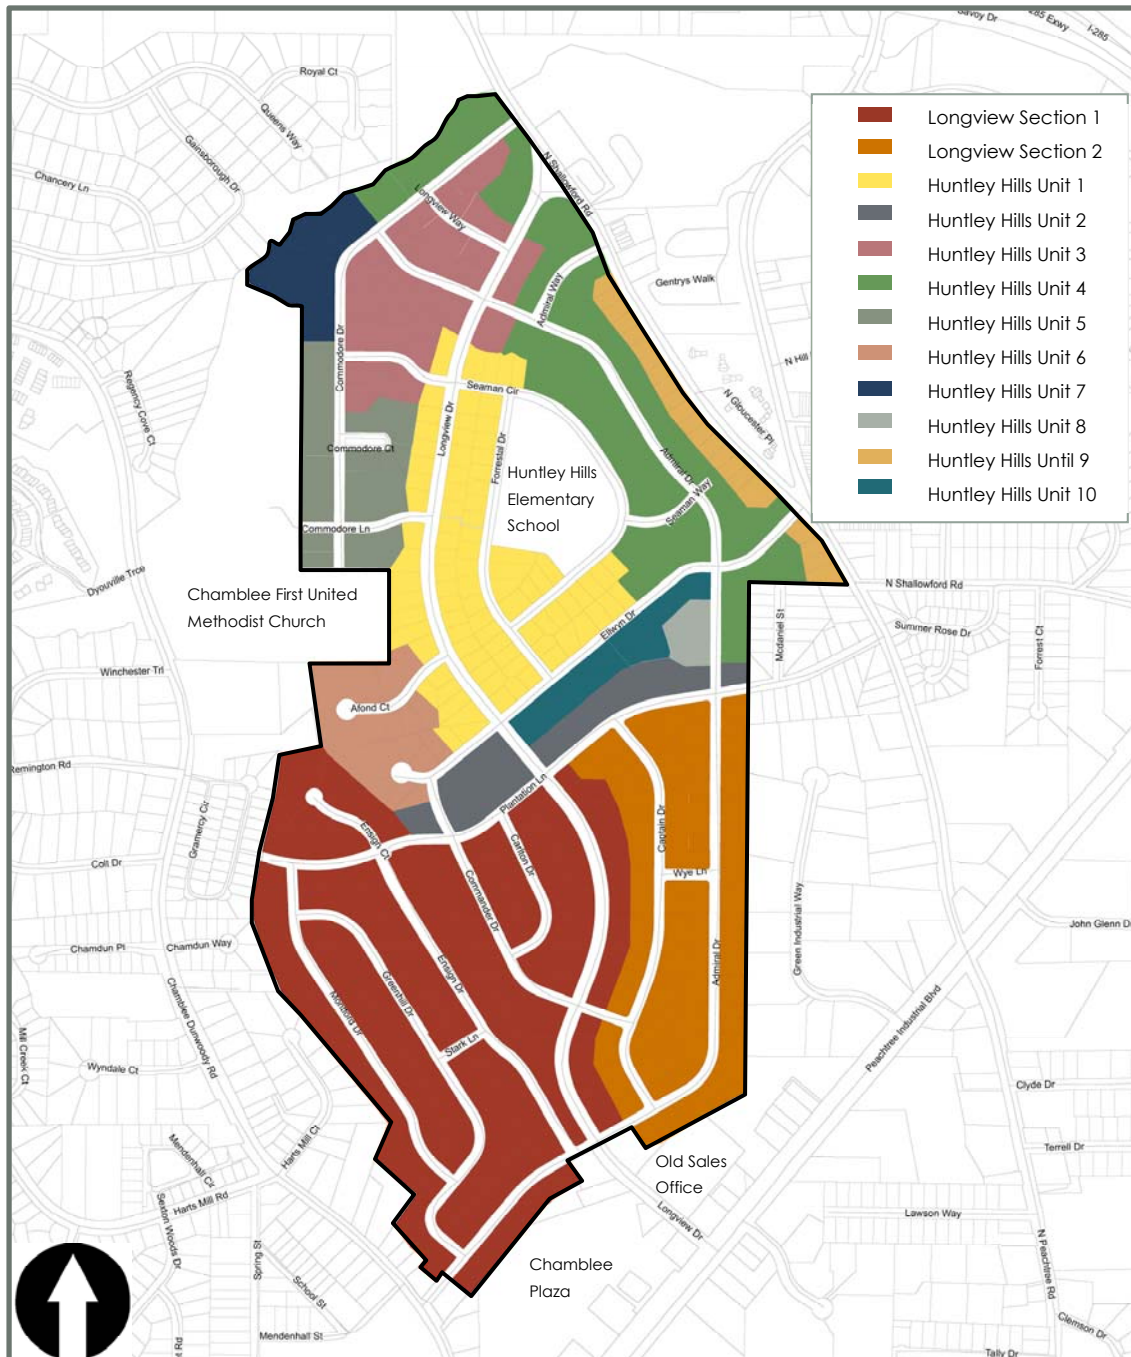 Savoy Dr
285 Exwy
I-285
Royal Ct
Queens Way
Gainsborough Dr
Chancery Ln
N Shallowford Rd
Longview Way
Gentrys Walk
Admiral Way
N Hill
Commodore Dr
Regency Cove Ct
Seaman Cir
N Gloucester Pl
Longview Dr
Forrestal Dr
Commodore Ct
Admiral Dr
Seaman Way
Huntley Hills
Elementary
School
Commodore Ln
Dyouville Trce
Chamblee First United
Methodist Church
N Shallowford Rd
Ellwyn Dr
Mcdaniel St
Summer Rose Dr
Forrest Ct
Winchester Trl
Afond Ct
Remington Rd
Plantation Ln
Gramercy Cir
Ensign Ct
Carlton Dr
Captain Dr
Colt Dr
Wye Ln
Commander Dr
Green Industrial Way
John Glenn D
Chamdun Pl
Chamdun Way
Ensign Dr
Greenhill Dr
Admiral Dr
Montford Dr
Chamblee Dunwoody Rd
Peachtree Industrial Blvd
Stark Ln
Mill Creek Ct
Wyndale Ct
Clyde Dr
Harts Mill Ct
Mendenhall Cir
Terrell Dr
Old Sales
Office
Harts Mill Rd
Sexton Woods Dr
Longview Dr
Lawson Way
Spring St
N Peachtree Rd
Chamblee
Plaza
School St
Clemson Dr
Mendenhall St
t Rd
Tally Dr
Longview Section 1
Longview Section 2
Huntley Hills Unit 1
Huntley Hills Unit 2
Huntley Hills Unit 3
Huntley Hills Unit 4
Huntley Hills Unit 5
Huntley Hills Unit 6
Huntley Hills Unit 7
Huntley Hills Unit 8
Huntley Hills Until 9
Huntley Hills Unit 10